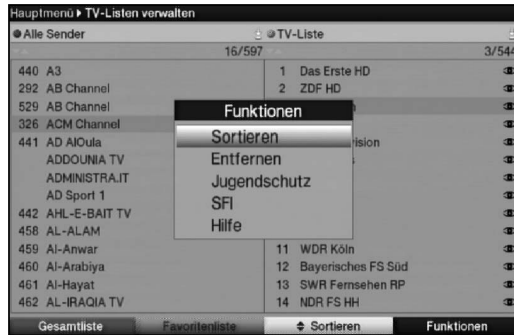 Hauptmenü ▸ TV-Listen verwalten
Alle Sender
16/597
440 A3
292 AB Channel
529 AB Channel
326 ACM Channel
441 AD AlOula
ADDOUNIA TV
ADMINISTRA.IT
AD Sport 1
442 AHL-E-BAIT TV
458 AL-ALAM
459 Al-Anwar
460 Al-Arabiya
461 Al-Hayat
462 AL-IRAQIA TV
TV-Liste
3/544
1 Das Erste HD
2 ZDF HD
11 WDR Köln
12 Bayerisches FS Süd
13 SWR Fernsehen RP
14 NDR FS HH
Funktionen
Sortieren
Entfernen
Jugendschutz
SFI
Hilfe
Gesamtliste
Favoritenliste
Sortieren
Funktionen